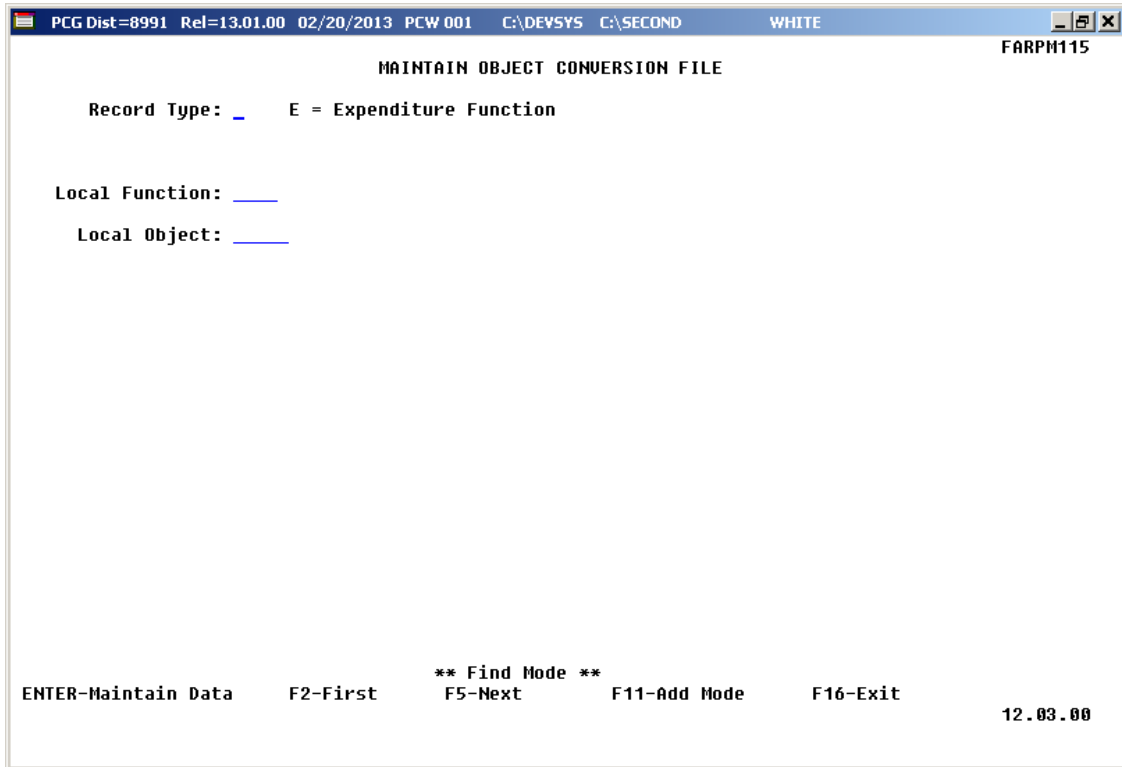 PCG Dist=8991 Rel=13.01.00 02/20/2013 PCW 001 C:\DEVSYS C:\SECOND WHITE
FARPM115
MAINTAIN OBJECT CONVERSION FILE
Record Type: _ E = Expenditure Function
Local Function: ____
Local Object: _____
** Find Mode **
ENTER-Maintain Data F2-First F5-Next F11-Add Mode F16-Exit
12.03.00